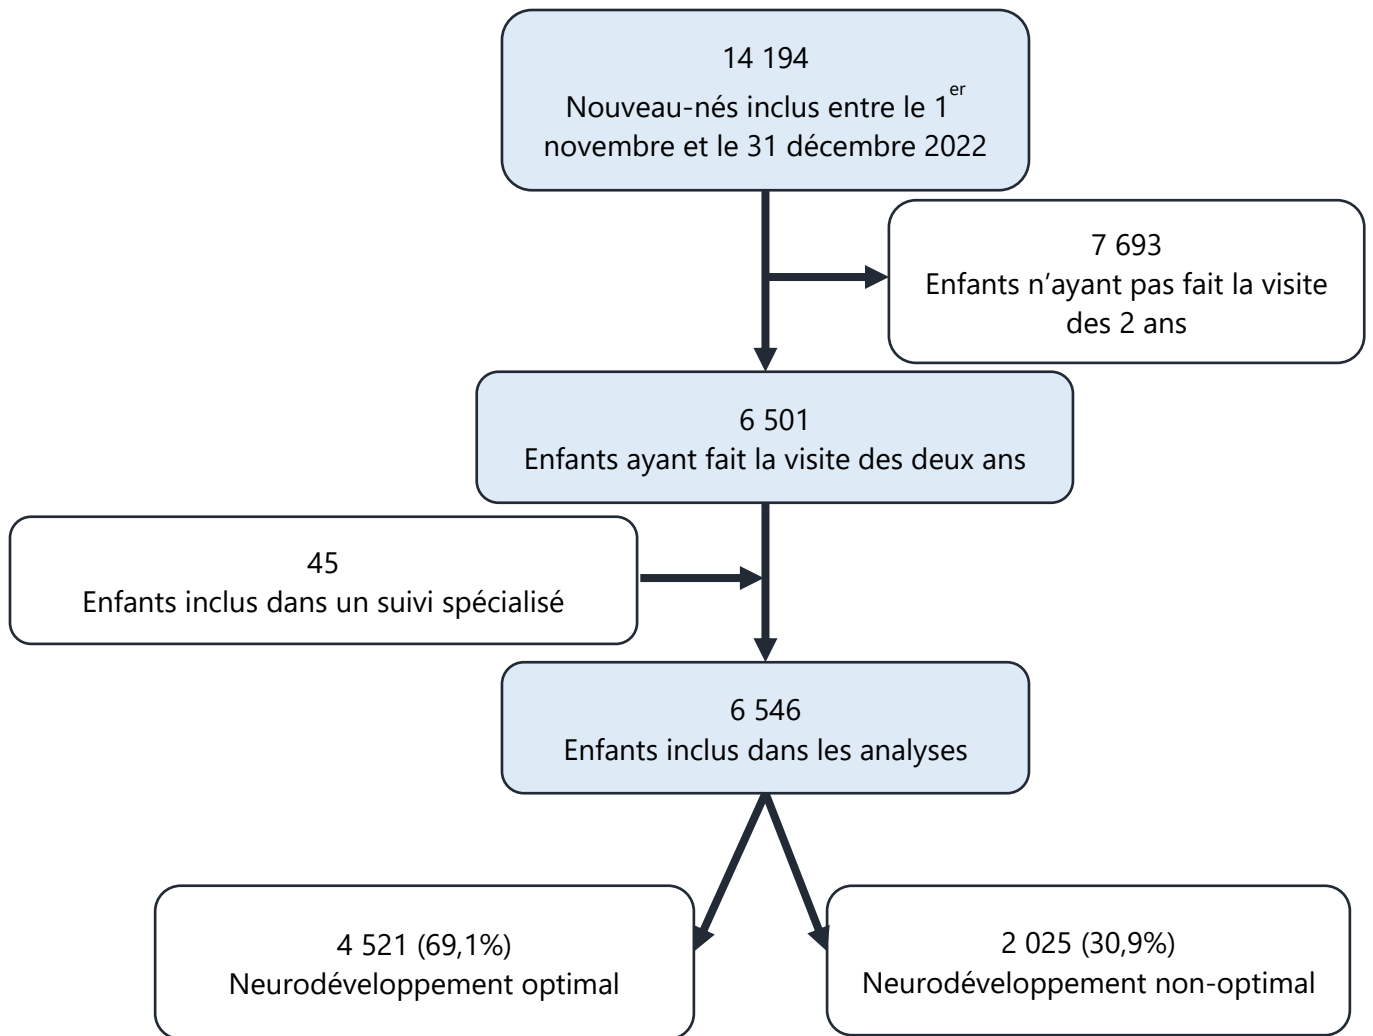 14 194
Nouveau-nés inclus entre le 1er
novembre et le 31 décembre 2022
7 693
Enfants n’ayant pas fait la visite
des 2 ans
6 501
Enfants ayant fait la visite des deux ans
45
Enfants inclus dans un suivi spécialisé
6 546
Enfants inclus dans les analyses
4 521 (69,1%)
Neurodéveloppement optimal
2 025 (30,9%)
Neurodéveloppement non-optimal